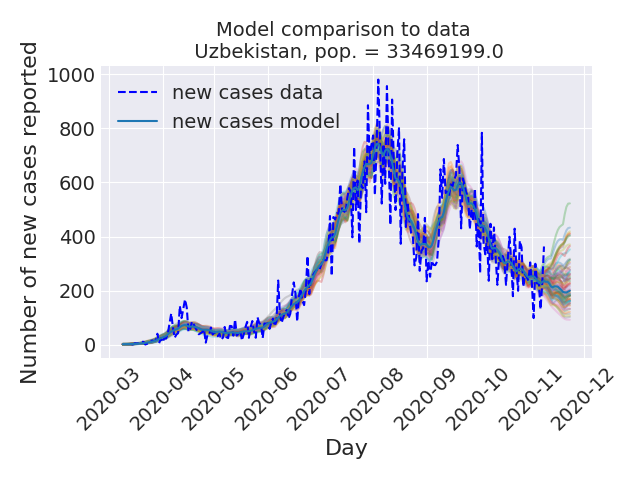 Model comparison to data
Uzbekistan, pop. = 33469199.0
Number of new cases reported
1000
800
600
400
200
0
new cases data
new cases model
2020-03
2020-04
2020-05
2020-06
2020-07
2020-08
2020-09
2020-10
2020-11
2020-12
Day